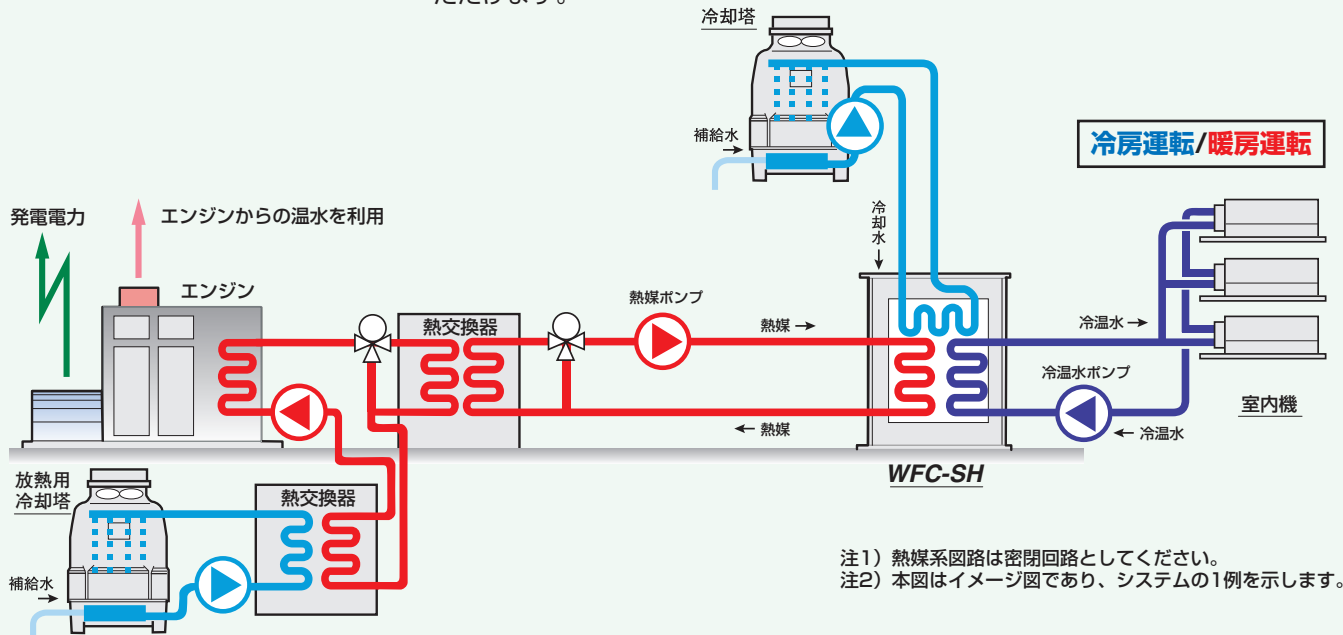 ただけます。
冷却塔
補給水
冷房運転/暖房運転
発電電力
エンジンからの温水を利用
冷却水
エンジン
熱媒ポンプ
熱交換器
熱媒
冷温水
冷温水ポンプ
室内機
熱媒
冷温水
WFC-SH
放熱用
冷却塔
熱交換器
補給水
注1）熱媒系図路は密閉回路としてください。
注2）本図はイメージ図であり、システムの1例を示します。